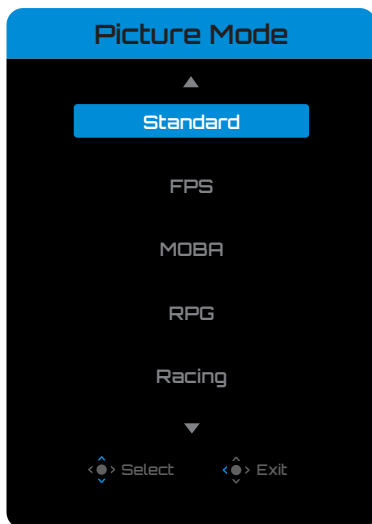 Picture Mode
Standard
FPS
MOBA
RPG
Racing
Select Exit